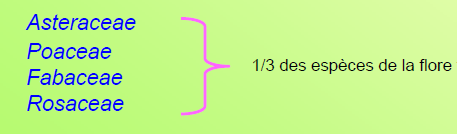 Asteraceae
Poaceae
Fabaceae
Rosaceae
1/3 des espèces de la flore